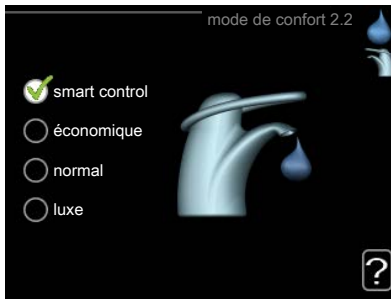 mode de confort 2.2
smart control
économique
normal
luxe
?